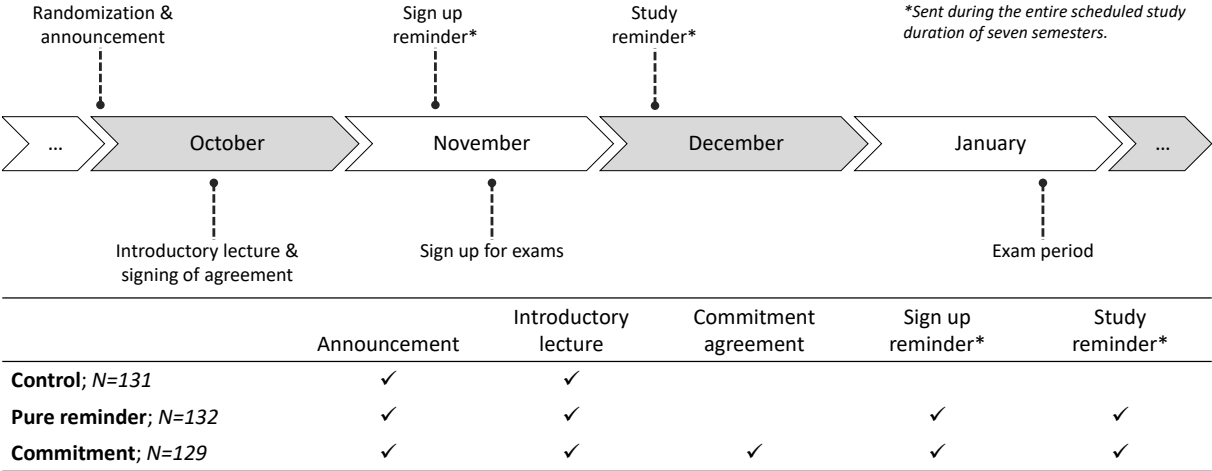 Randomization &
announcement
Sign up
reminder*
Study
reminder*
*Sent during the entire scheduled study
duration of seven semesters.
...
October
November
December
January
...
Introductory lecture &
signing of agreement
Sign up for exams
Exam period
Announcement
Introductory
lecture
Commitment
agreement
Sign up
reminder*
Study
reminder*
Control; N=131 ✓ ✓
Pure reminder; N=132 ✓ ✓ ✓ ✓
Commitment; N=129 ✓ ✓ ✓ ✓ ✓